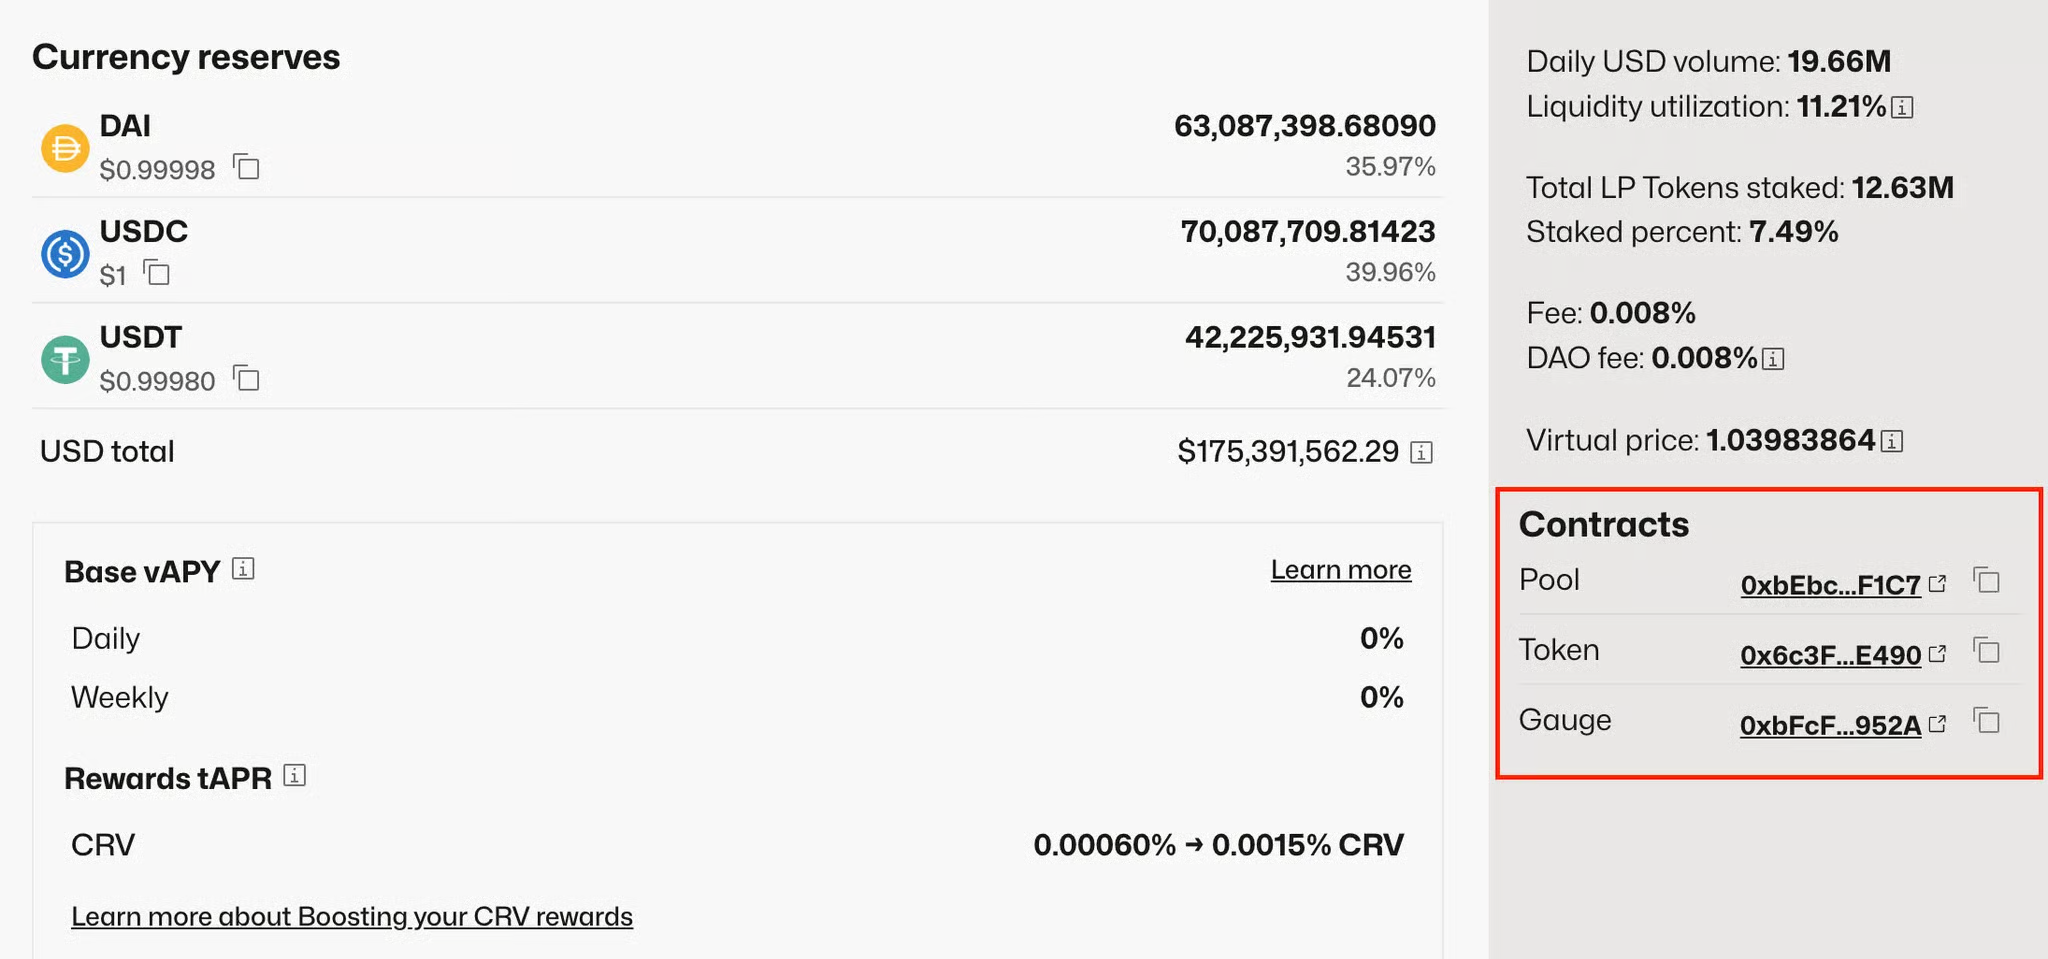 Currency reserves
DAI
63,087,398.68090
$0.99998
35.97%
USDC
70,087,709.81423
$1
39.96%
USDT
42,225,931.94531
$0.99980
24.07%
USD total
$175,391,562.29
Base vAPY
Learn more
Daily
0%
Weekly
0%
Rewards tAPR
CRV
0.00060% → 0.0015% CRV
Learn more about Boosting your CRV rewards
Daily USD volume: 19.66M
Liquidity utilization: 11.21%
Total LP Tokens staked: 12.63M
Staked percent: 7.49%
Fee: 0.008%
DAO fee: 0.008%
Virtual price: 1.03983864
Contracts
Pool
0xbEbc...F1C7
Token
0x6c3F...E490
Gauge
0xbFcF...952A